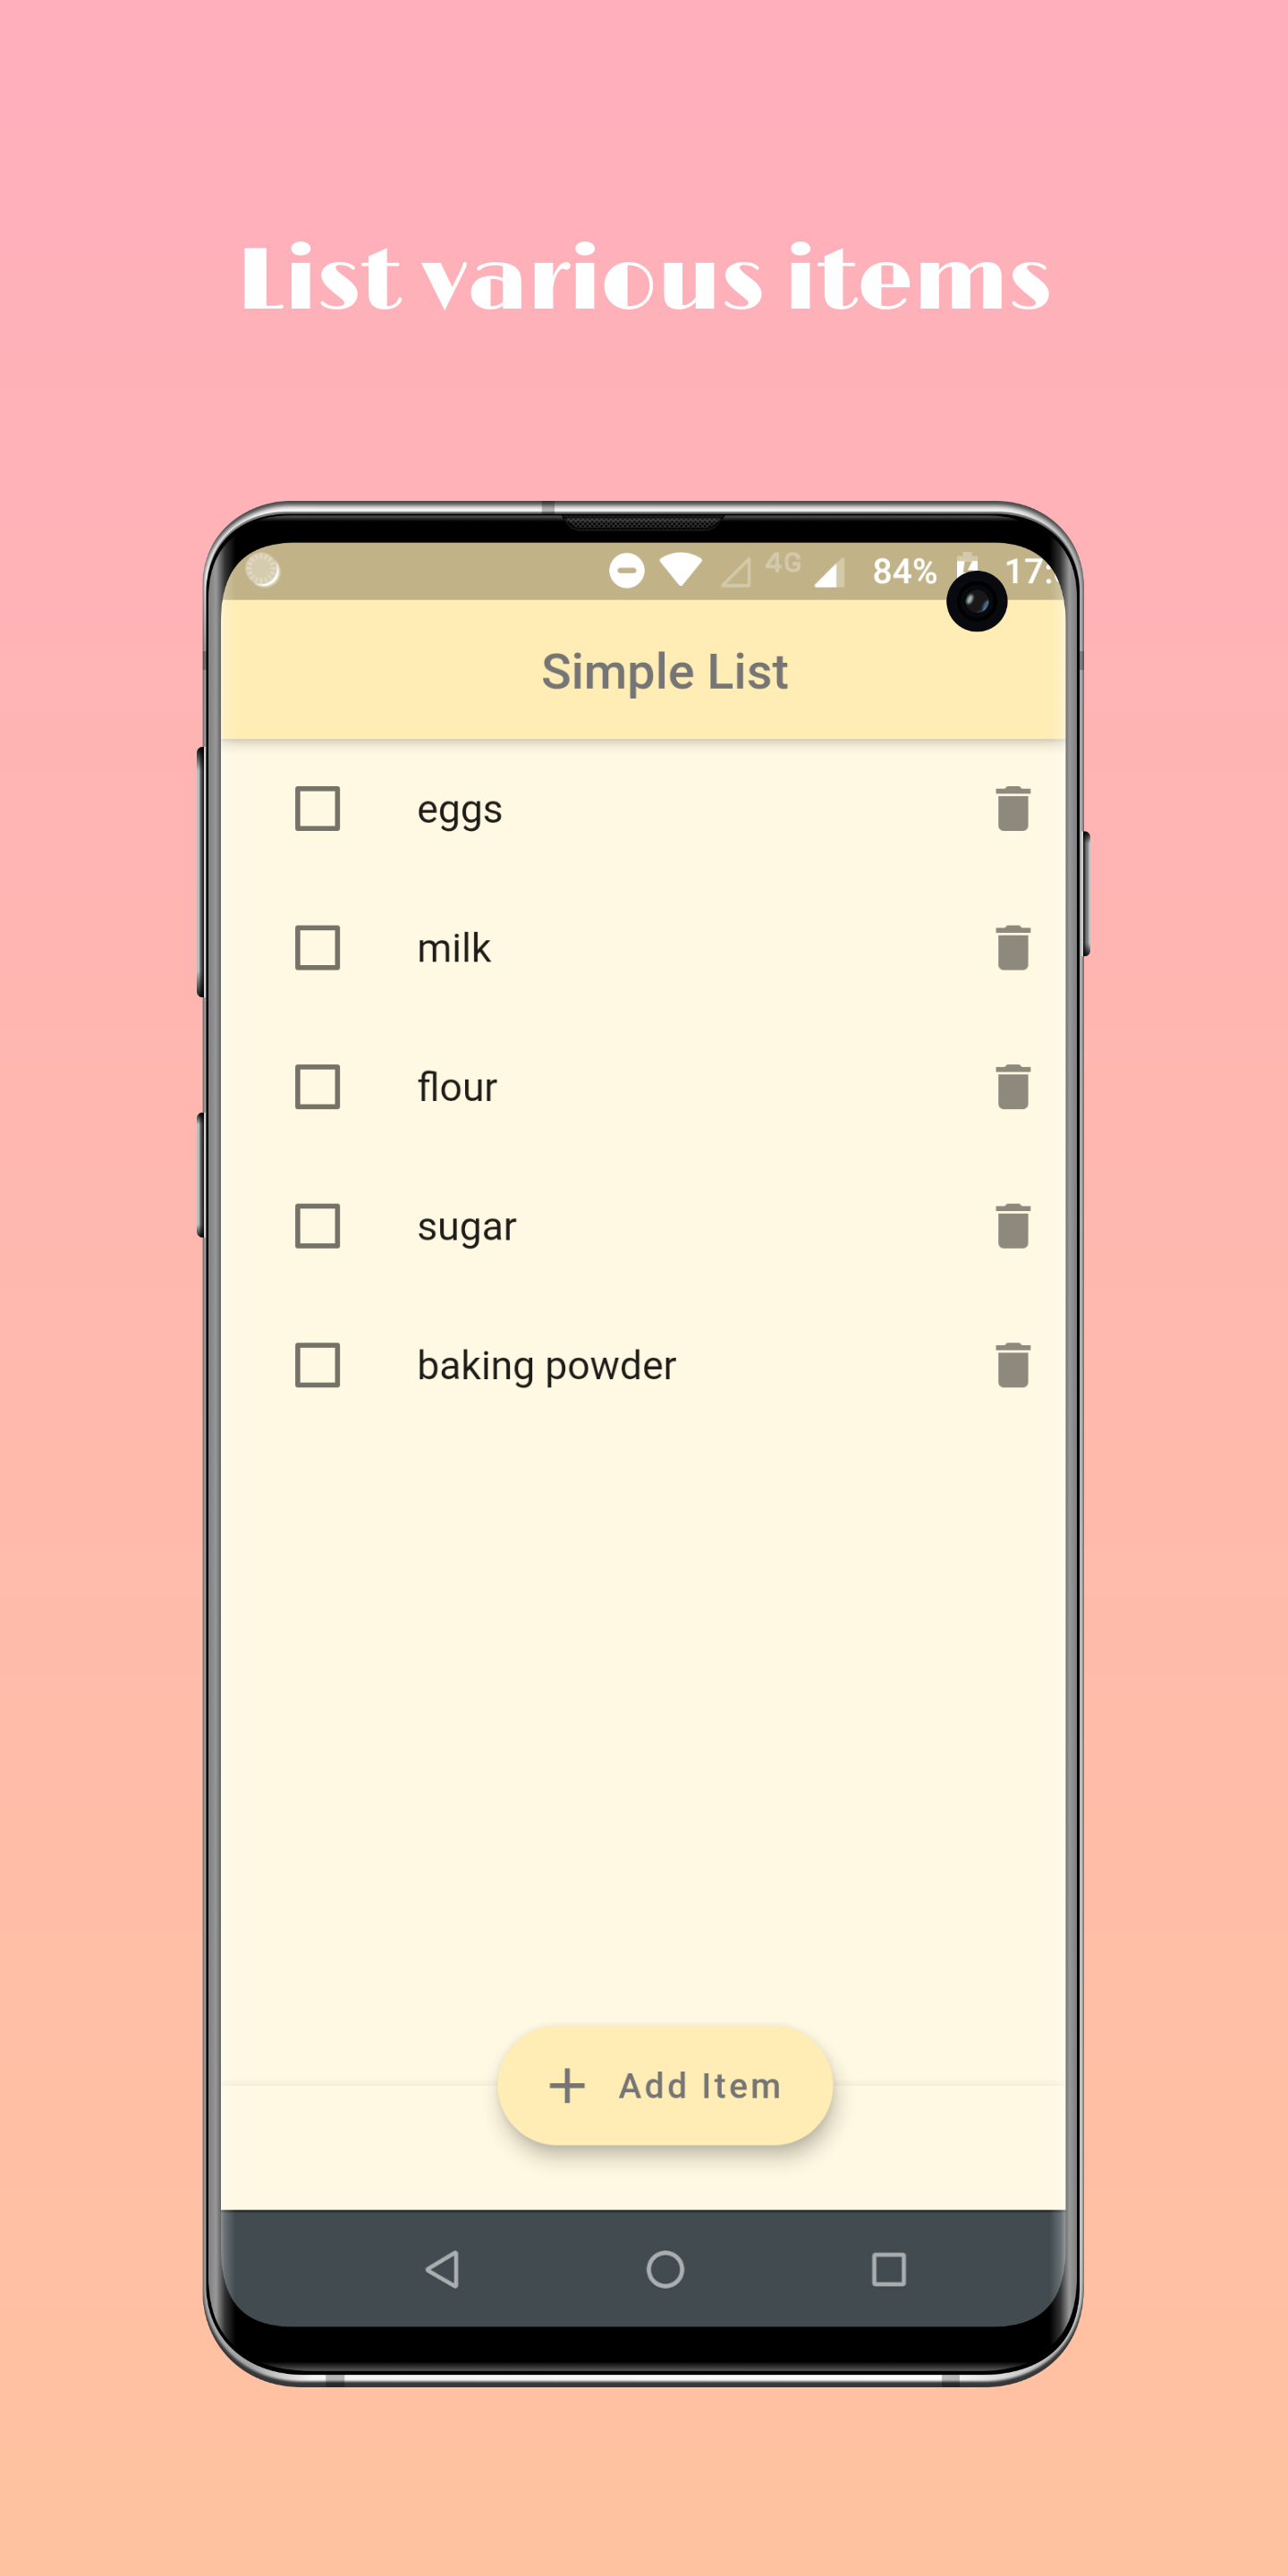 List various items
4G 84%
Simple List
eggs
milk
flour
sugar
baking powder
Add Item